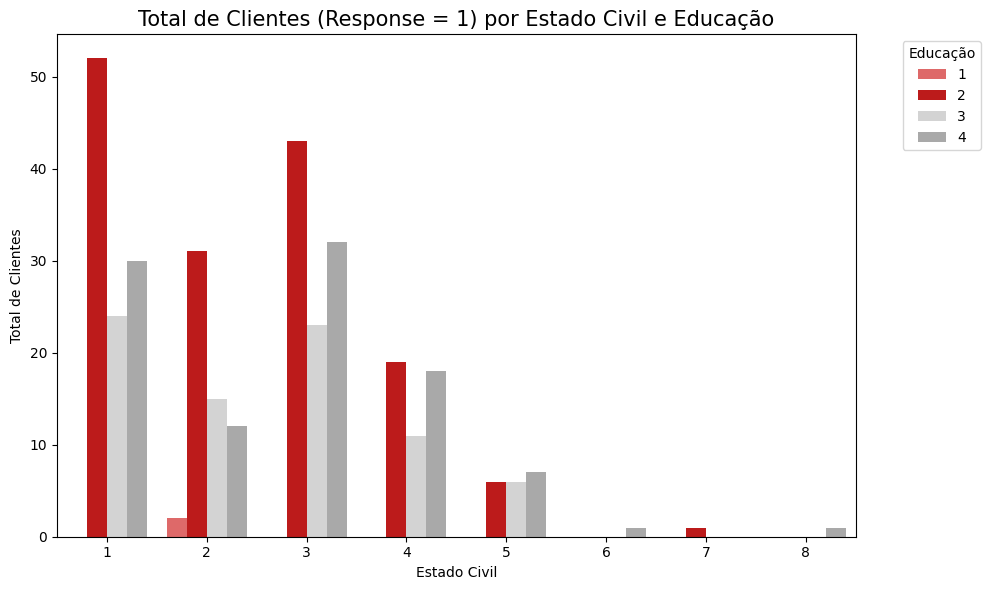 Total de Clientes (Response = 1) por Estado Civil e Educação
Educação
1
2
3
4
Total de Clientes
50
40
30
20
10
0
1 2 3 4 5 6 7 8
Estado Civil